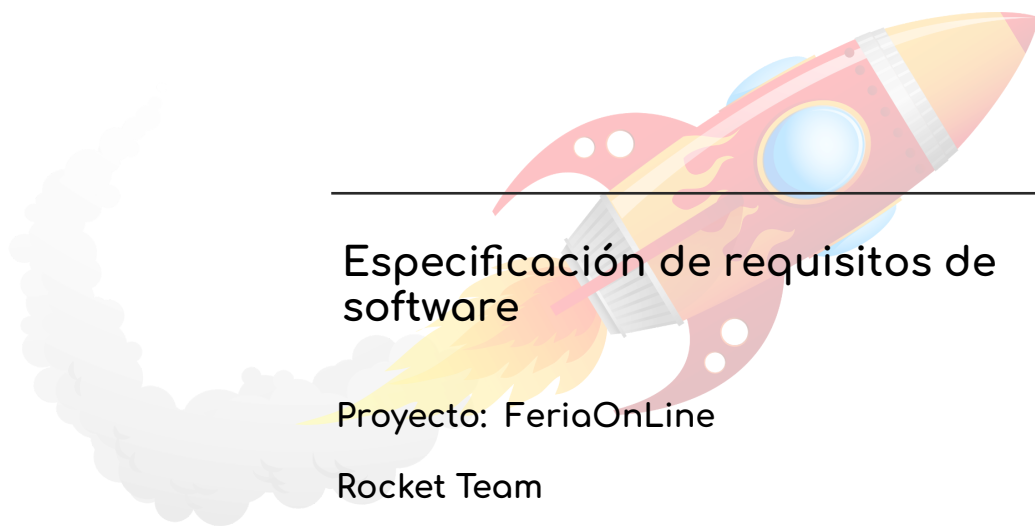 Especificación de requisitos de
software
Proyecto: FeriaOnLine
Rocket Team